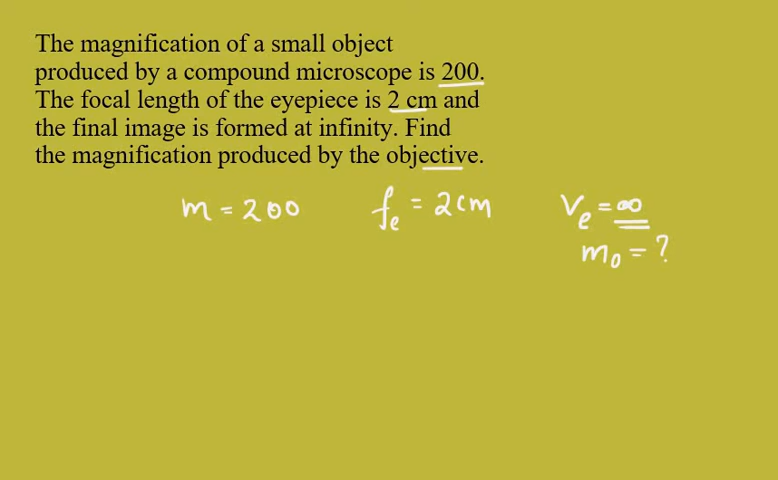 The magnification of a small object
produced by a compound microscope is 200.
The focal length of the eyepiece is 2 cm and
the final image is formed at infinity. Find
the magnification produced by the objective.
m = 200 fe = 2cm Ve = ∞
mo = ?